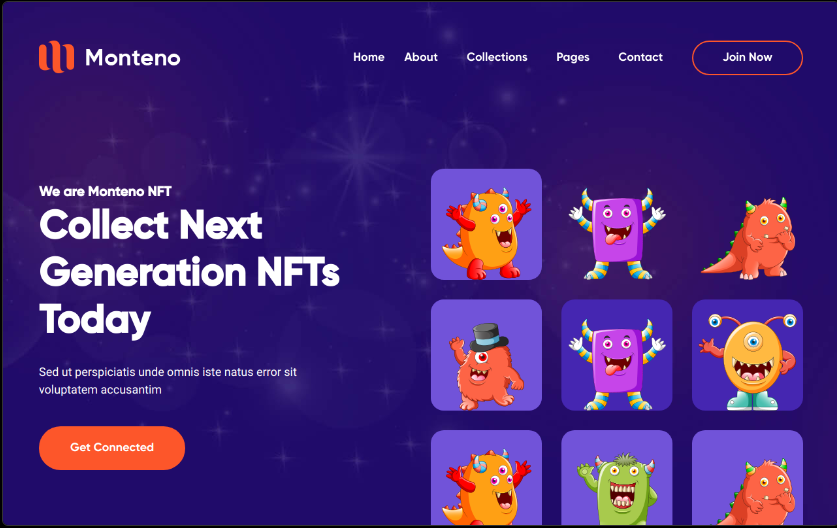 Monteno
Home About Collections Pages Contact Join Now
We are Monteno NFT
Collect Next
Generation NFTs
Today
Sed ut perspiciatis unde omnis iste natus error sit
voluptatem accusantim
Get Connected